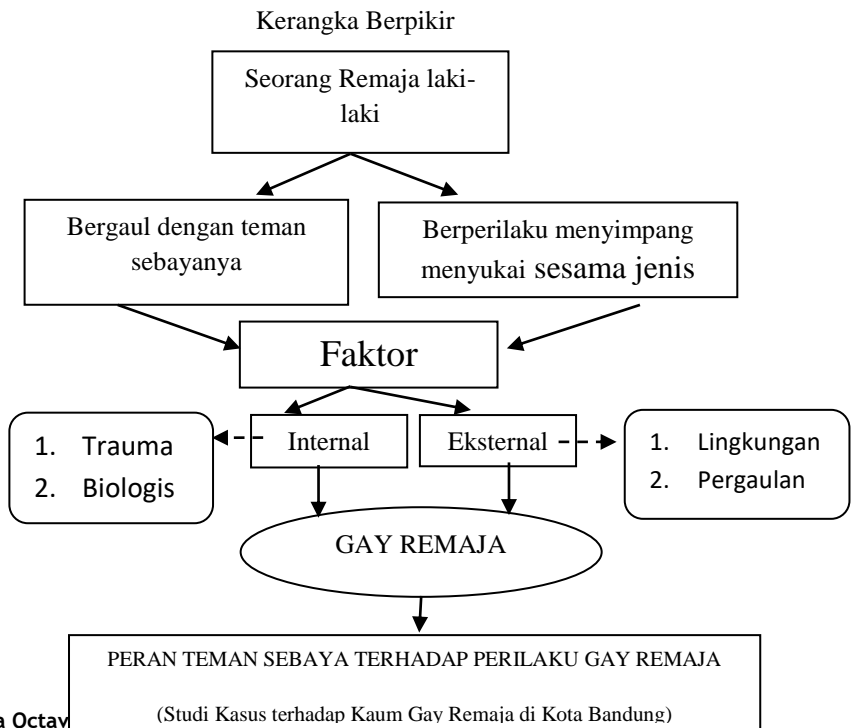 Kerangka Berpikir
Seorang Remaja laki-
laki
Bergaul dengan teman
sebayanya
Berperilaku menyimpang
menyukai sesama jenis
Faktor
1. Trauma
2. Biologis
Internal
Eksternal
1. Lingkungan
2. Pergaulan
GAY REMAJA
PERAN TEMAN SEBAYA TERHADAP PERILAKU GAY REMAJA
(Studi Kasus terhadap Kaum Gay Remaja di Kota Bandung)
a Octav